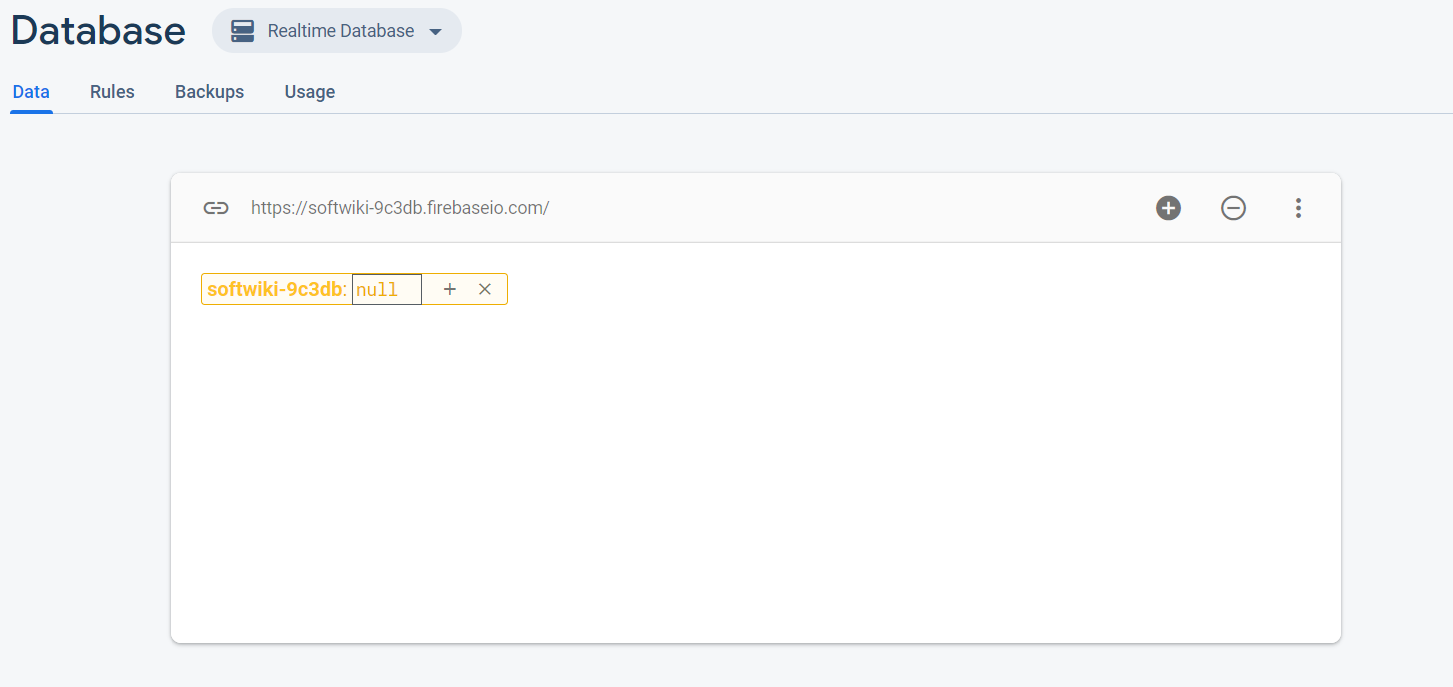 Database Realtime Database
Data Rules Backups Usage
https://softwiki-9c3db.firebaseio.com/
softwiki-9c3db: null